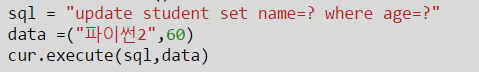 sql = "update student set name=? where age=?"
data =("파이썬2",60)
cur.execute(sql,data)